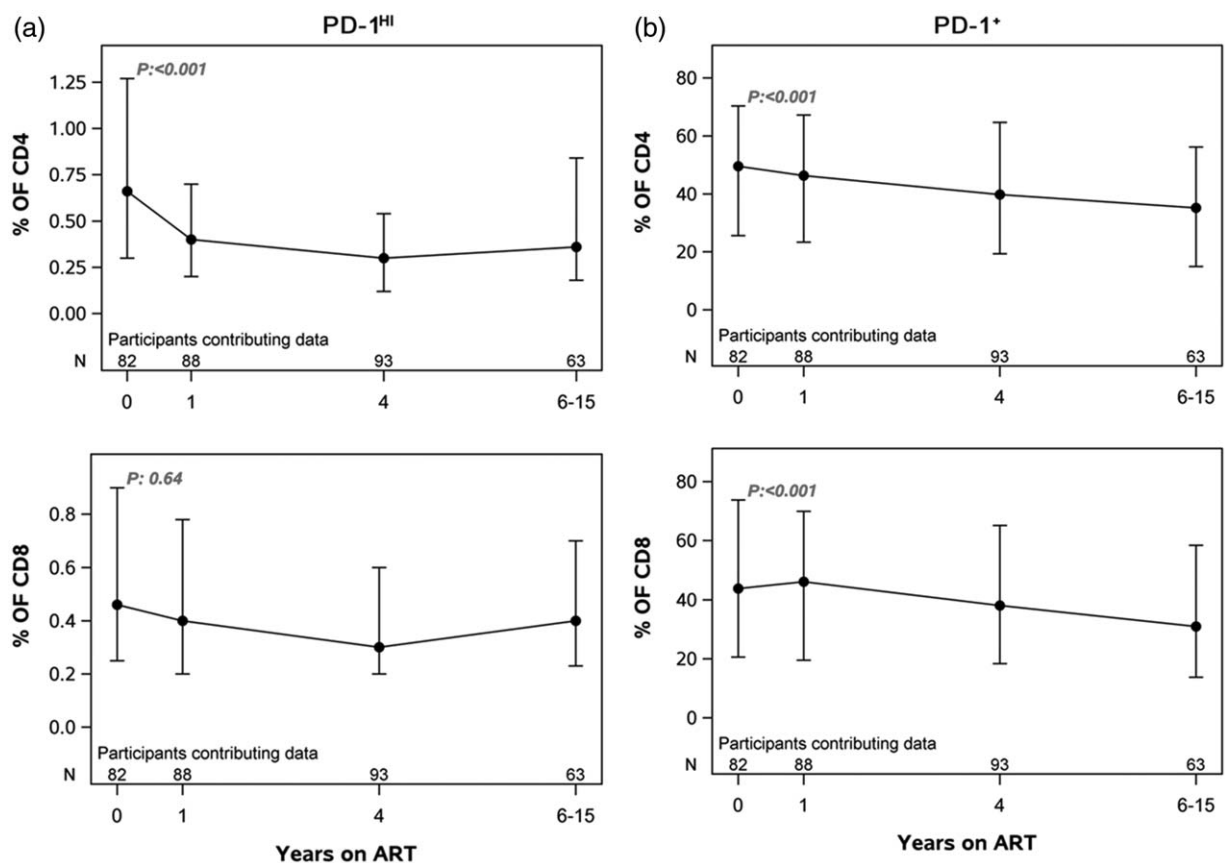 (a)
PD-1ᴴᴵ
% OF CD4
P:<0.001
1.25
1.00
0.75
0.50
0.25
0.00
Participants contributing data
N 82 88 93 63
0 1 4 6-15
% OF CD8
P: 0.64
0.8
0.6
0.4
0.2
0.0
Participants contributing data
N 82 88 93 63
0 1 4 6-15
Years on ART
(b)
PD-1⁺
% OF CD4
P:<0.001
80
60
40
20
0
Participants contributing data
N 82 88 93 63
0 1 4 6-15
% OF CD8
P:<0.001
80
60
40
20
0
Participants contributing data
N 82 88 93 63
0 1 4 6-15
Years on ART